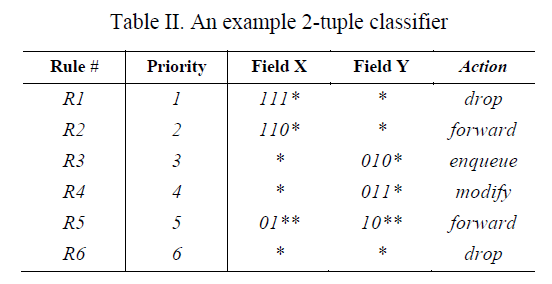 Table II. An example 2-tuple classifier
Rule # Priority Field X Field Y Action
R1 1 111* * drop
R2 2 110* * forward
R3 3 * 010* enqueue
R4 4 * 011* modify
R5 5 01** 10** forward
R6 6 * * drop